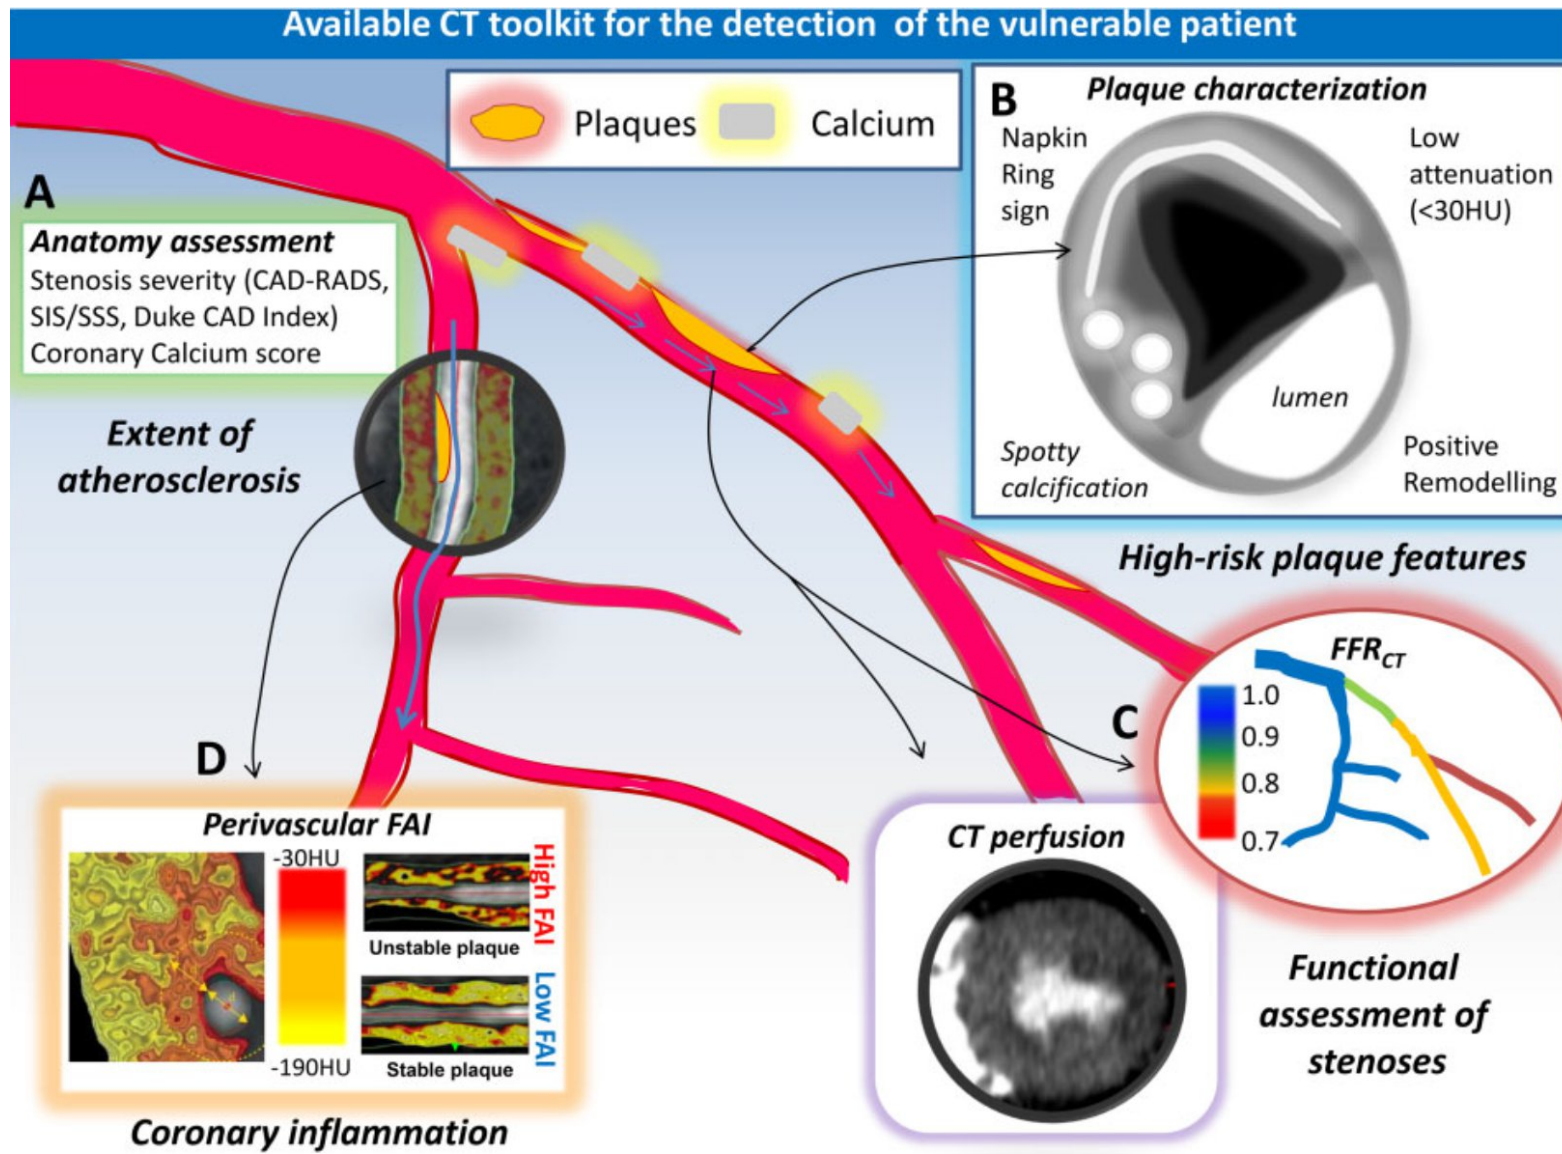 Available CT toolkit for the detection of the vulnerable patient
Plaques
Calcium
A
Anatomy assessment
Stenosis severity (CAD-RADS,
SIS/SSS, Duke CAD Index)
Coronary Calcium score
Extent of
atherosclerosis
B
Plaque characterization
Napkin
Ring
sign
Low
attenuation
(<30HU)
lumen
Spotty
calcification
Positive
Remodelling
High-risk plaque features
C
FFRCT
1.0
0.9
0.8
0.7
CT perfusion
Functional
assessment of
stenoses
D
Perivascular FAI
-30HU
-190HU
High FAI
Unstable plaque
Low FAI
Stable plaque
Coronary inflammation